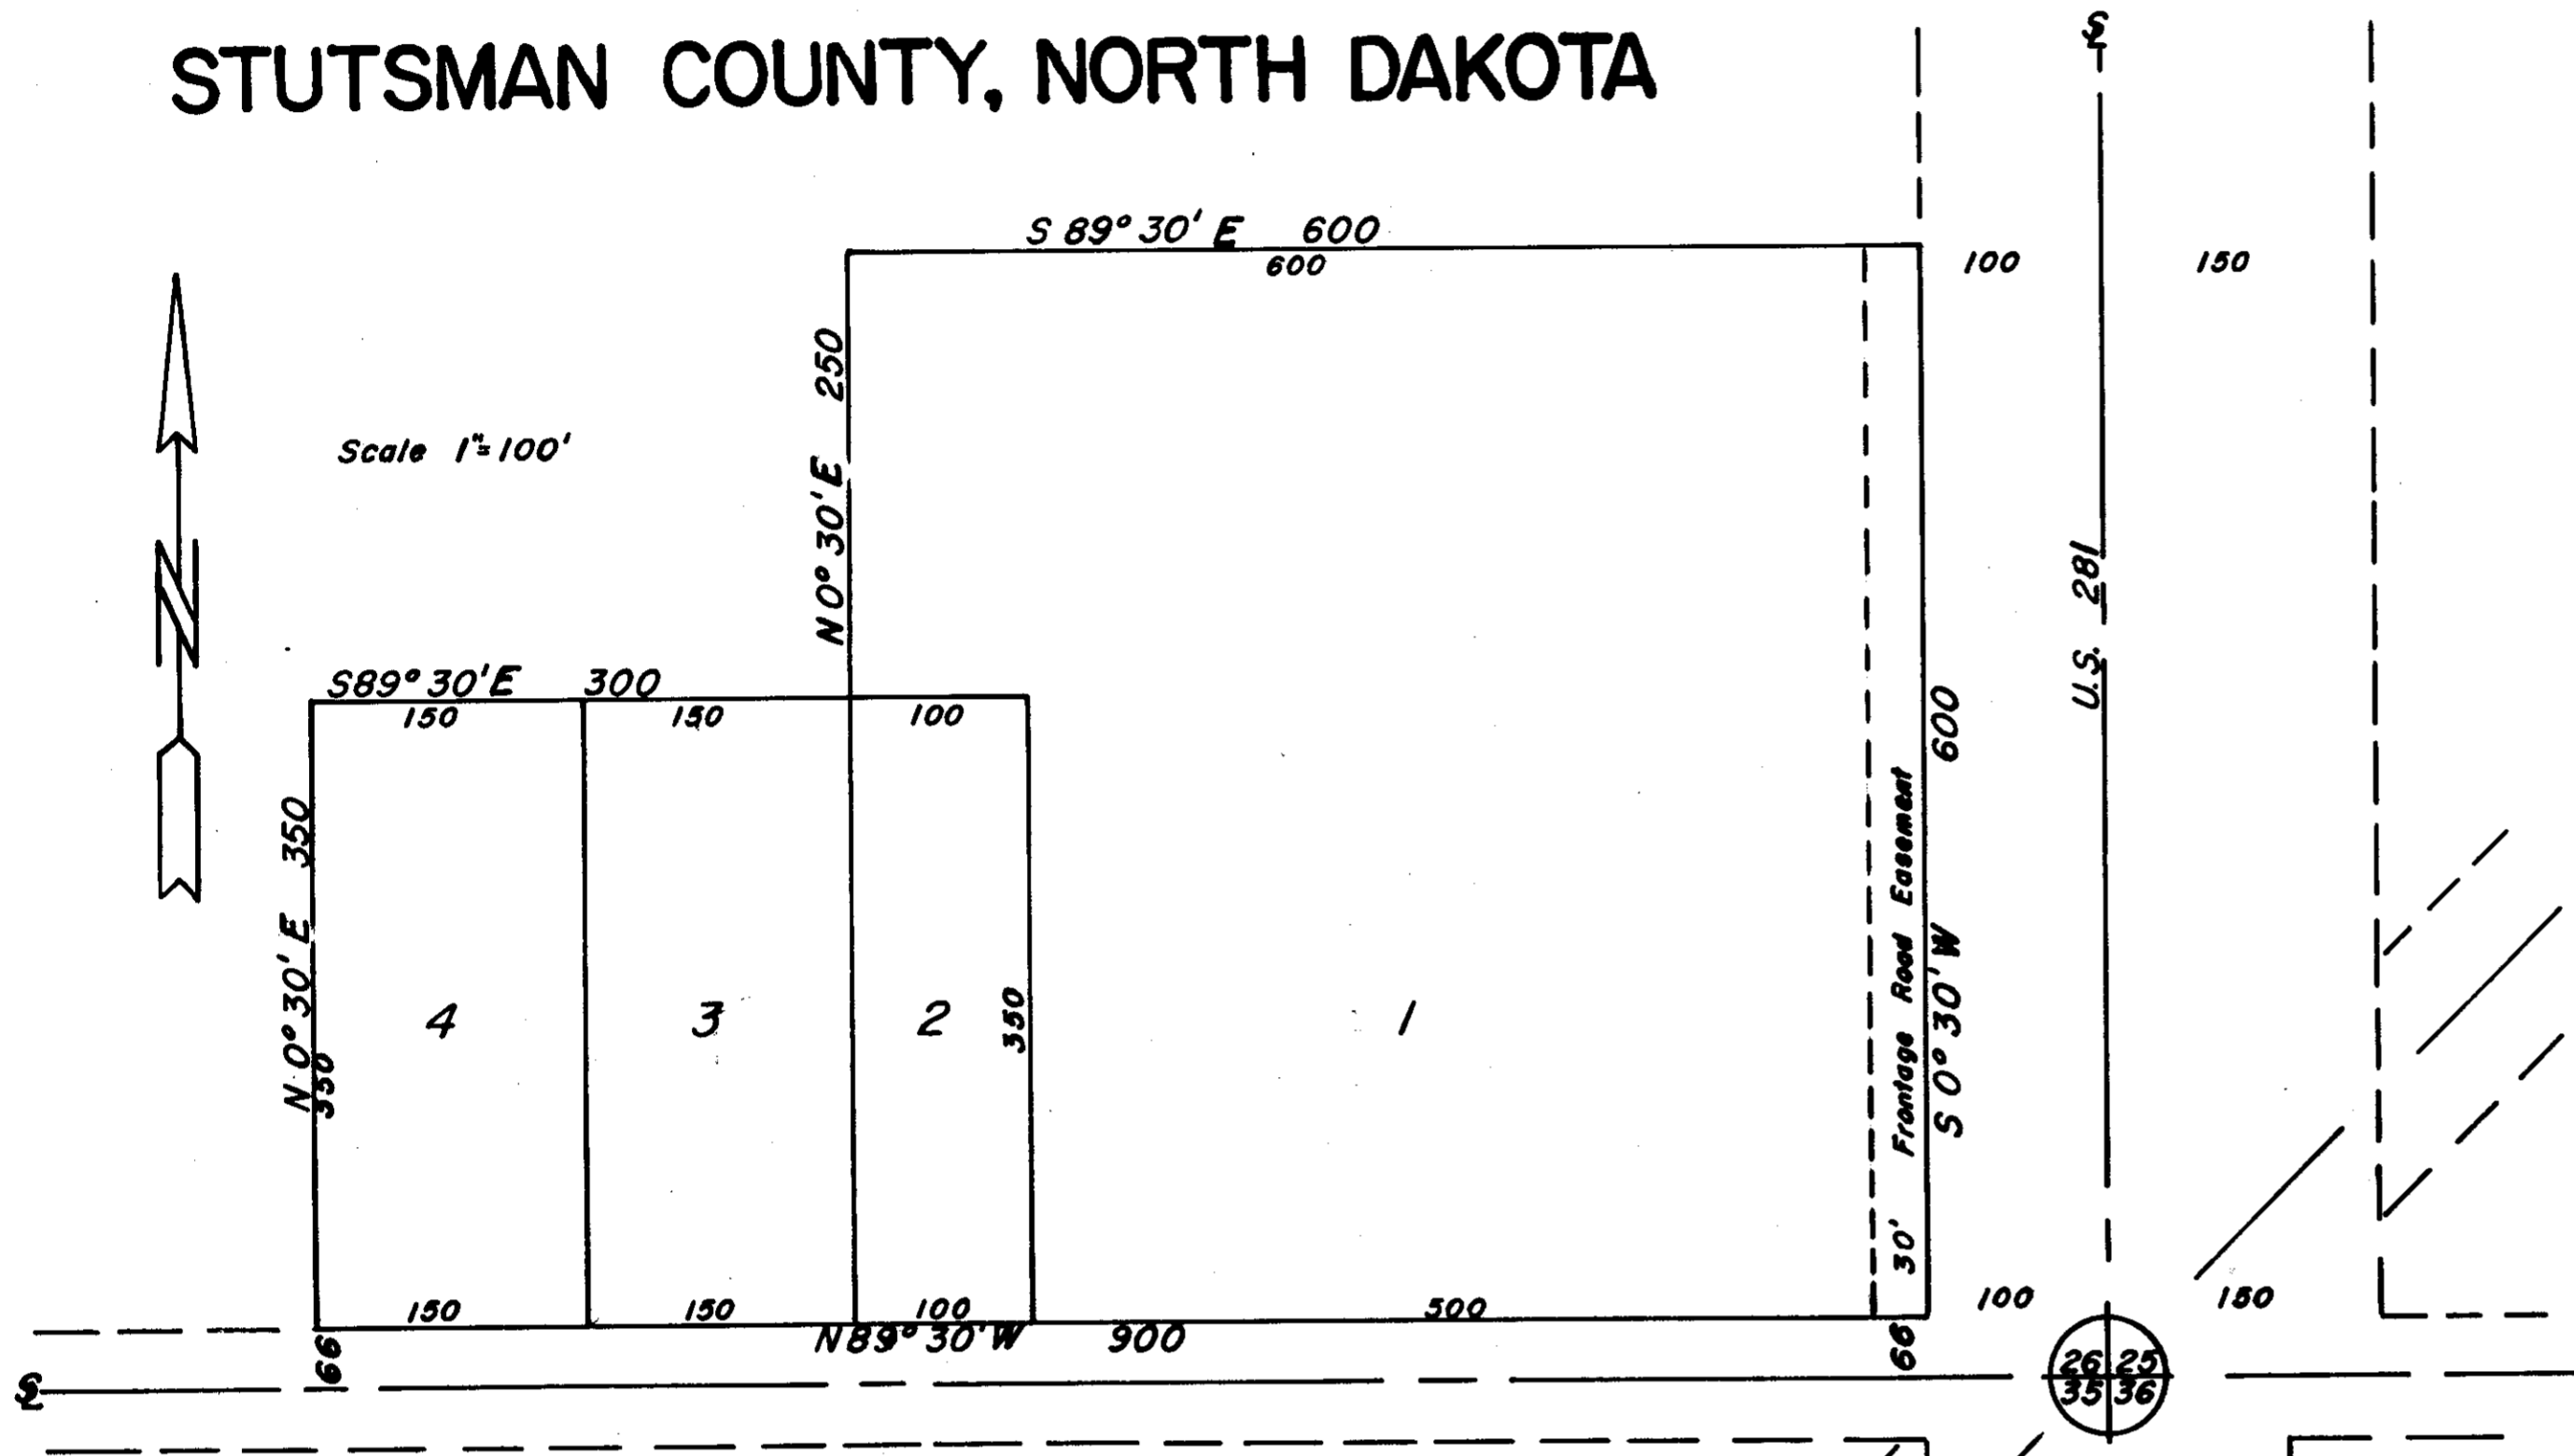 STUTSMAN COUNTY, NORTH DAKOTA
S 89° 30' E 600
600
100
150
N 0° 30' E 250
Scale 1"=100'
N
U.S. 281
S89° 30' E 300
150
150
100
N 0° 30' E 350
350
4
3
2
350
1
30' Frontage Road Easement
S 0° 30' W 600
150
150
100
500
100
150
N89° 30' W 900
66
66
26 25
35 36